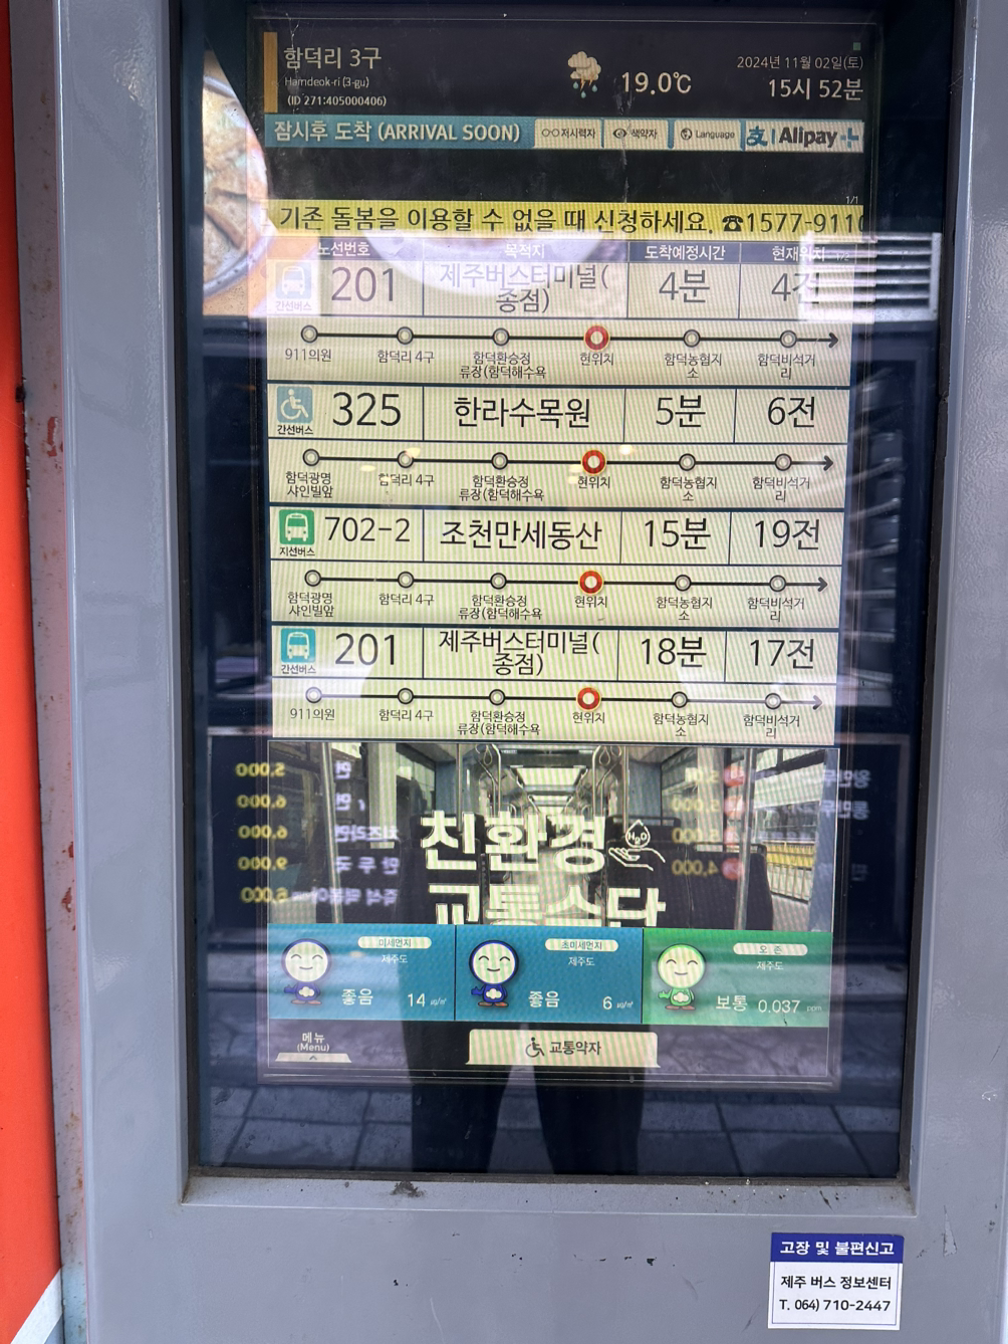 함덕리 3구
Hamdeok-ri (3-gu)
(ID 271:405000406)
19.0℃
2024년 11월 02일(토)
15시 52분
잠시후 도착 (ARRIVAL SOON)
저시력자
색약자
Language
支 Alipay
1/1
기존 돌봄을 이용할 수 없을 때 신청하세요. ☎1577-9110
노선번호 목적지 도착예정시간 현재위치
간선버스 201 제주버스터미널(종점) 4분 4전
911의원 함덕리 4구 함덕환승정류장(함덕해수욕 현위치 함덕농협지소 함덕비석거리
간선버스 325 한라수목원 5분 6전
함덕광명샤인빌앞 함덕리 4구 함덕환승정류장(함덕해수욕 현위치 함덕농협지소 함덕비석거리
지선버스 702-2 조천만세동산 15분 19전
함덕광명샤인빌앞 함덕리 4구 함덕환승정류장(함덕해수욕 현위치 함덕농협지소 함덕비석거리
간선버스 201 제주버스터미널(종점) 18분 17전
911의원 함덕리 4구 함덕환승정류장(함덕해수욕 현위치 함덕농협지소 함덕비석거리
친환경
H₂O
교통수단
미세먼지
제주도
좋음 14 ㎍/㎥
초미세먼지
제주도
좋음 6 ㎍/㎥
오 존
제주도
보통 0.037 ppm
메뉴
(Menu)
교통약자
고장 및 불편신고
제주 버스 정보센터
T. 064) 710-2447